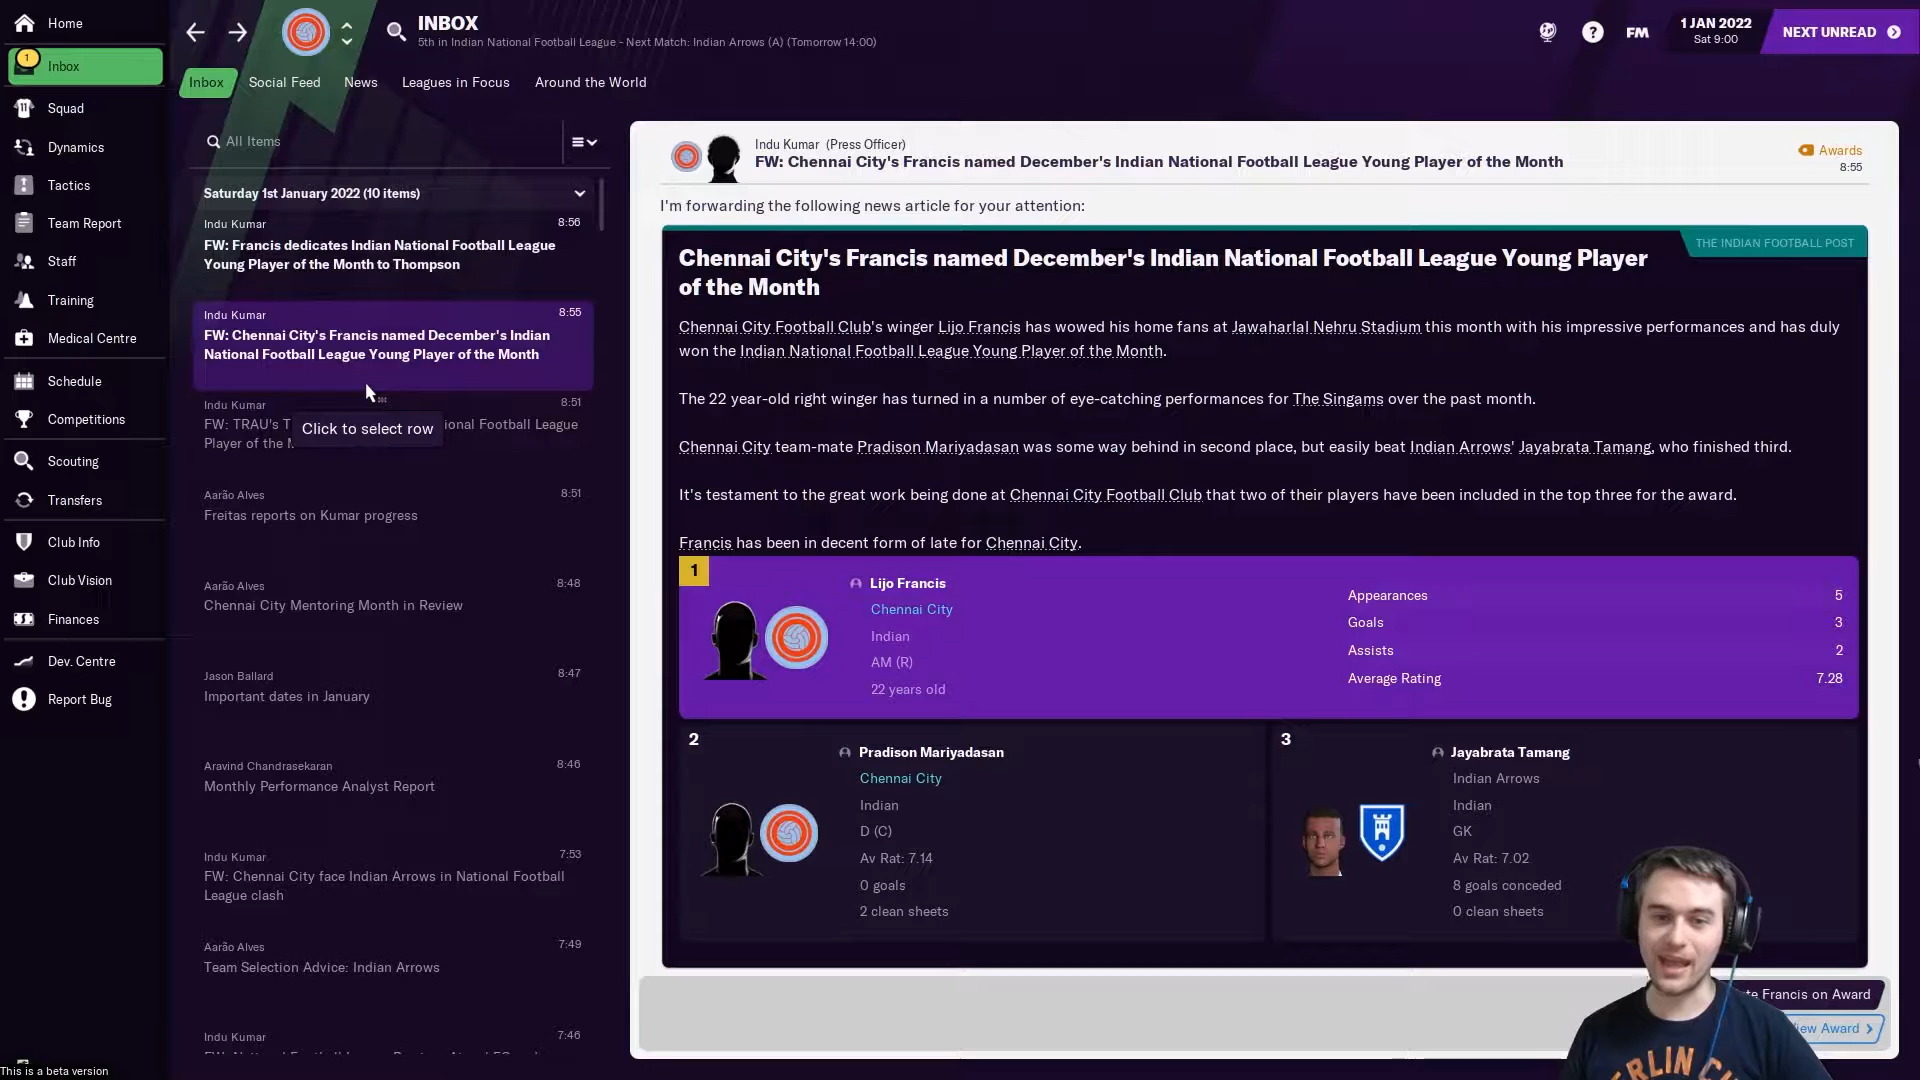 Home
1
Inbox
Squad
Dynamics
Tactics
Team Report
Staff
Training
Medical Centre
Schedule
Competitions
Scouting
Transfers
Club Info
Club Vision
Finances
Dev. Centre
Report Bug
This is a beta version
INBOX
5th in Indian National Football League - Next Match: Indian Arrows (A) (Tomorrow 14:00)
FM
1 JAN 2022
Sat 9:00
NEXT UNREAD
Inbox Social Feed News Leagues in Focus Around the World
All Items
Saturday 1st January 2022 (10 items)
Indu Kumar 8:56
FW: Francis dedicates Indian National Football League
Young Player of the Month to Thompson
Indu Kumar 8:55
FW: Chennai City's Francis named December's Indian
National Football League Young Player of the Month
Indu Kumar 8:51
FW: TRAU's T ional Football League
Player of the
Click to select row
Aarão Alves 8:51
Freitas reports on Kumar progress
Aarão Alves 8:48
Chennai City Mentoring Month in Review
Jason Ballard 8:47
Important dates in January
Aravind Chandrasekaran 8:46
Monthly Performance Analyst Report
Indu Kumar 7:53
FW: Chennai City face Indian Arrows in National Football
League clash
Aarão Alves 7:49
Team Selection Advice: Indian Arrows
Indu Kumar 7:46
Indu Kumar (Press Officer)
FW: Chennai City's Francis named December's Indian National Football League Young Player of the Month
Awards
8:55
I'm forwarding the following news article for your attention:
THE INDIAN FOOTBALL POST
Chennai City's Francis named December's Indian National Football League Young Player
of the Month
Chennai City Football Club's winger Lijo Francis has wowed his home fans at Jawaharlal Nehru Stadium this month with his impressive performances and has duly
won the Indian National Football League Young Player of the Month.
The 22 year-old right winger has turned in a number of eye-catching performances for The Singams over the past month.
Chennai City team-mate Pradison Mariyadasan was some way behind in second place, but easily beat Indian Arrows' Jayabrata Tamang, who finished third.
It's testament to the great work being done at Chennai City Football Club that two of their players have been included in the top three for the award.
Francis has been in decent form of late for Chennai City.
1
Lijo Francis
Chennai City
Indian
AM (R)
22 years old
Appearances 5
Goals 3
Assists 2
Average Rating 7.28
2
Pradison Mariyadasan
Chennai City
Indian
D (C)
Av Rat: 7.14
0 goals
2 clean sheets
3
Jayabrata Tamang
Indian Arrows
Indian
GK
Av Rat: 7.02
8 goals conceded
0 clean sheets
Francis on Award
View Award